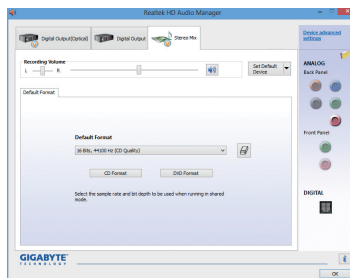 Realtek HD Audio Manager
Digital Output(Optical)
Digital Output
Stereo Mix
Device advanced
settings
Recording Volume
L
R
Set Default
Device
ANALOG
Back Panel
Default Format
Default Format
16 Bits, 44100 Hz (CD Quality)
CD Format
DVD Format
Select the sample rate and bit depth to be used when running in shared
mode.
Front Panel
DIGITAL
GIGABYTE
TECHNOLOGY
OK